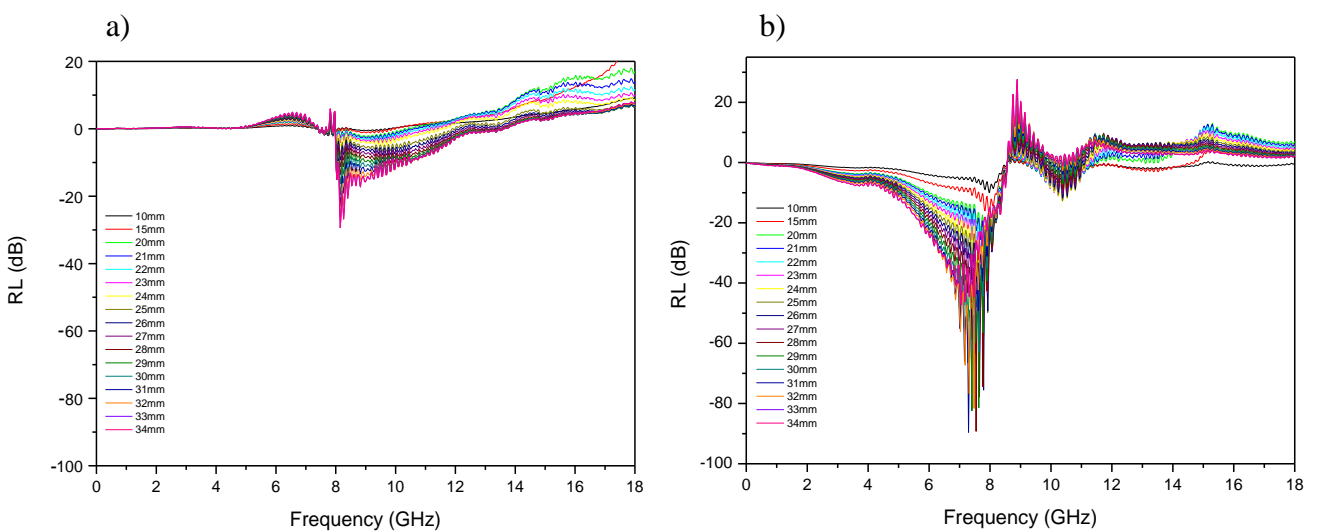 a)
20
0
-20
-40
-60
-80
-100
RL (dB)
10mm
15mm
20mm
21mm
22mm
23mm
24mm
25mm
26mm
27mm
28mm
29mm
30mm
31mm
32mm
33mm
34mm
0 2 4 6 8 10 12 14 16 18
Frequency (GHz)
b)
20
0
-20
-40
-60
-80
-100
RL (dB)
10mm
15mm
20mm
21mm
22mm
23mm
24mm
25mm
26mm
27mm
28mm
29mm
30mm
31mm
32mm
33mm
34mm
0 2 4 6 8 10 12 14 16 18
Frequency (GHz)